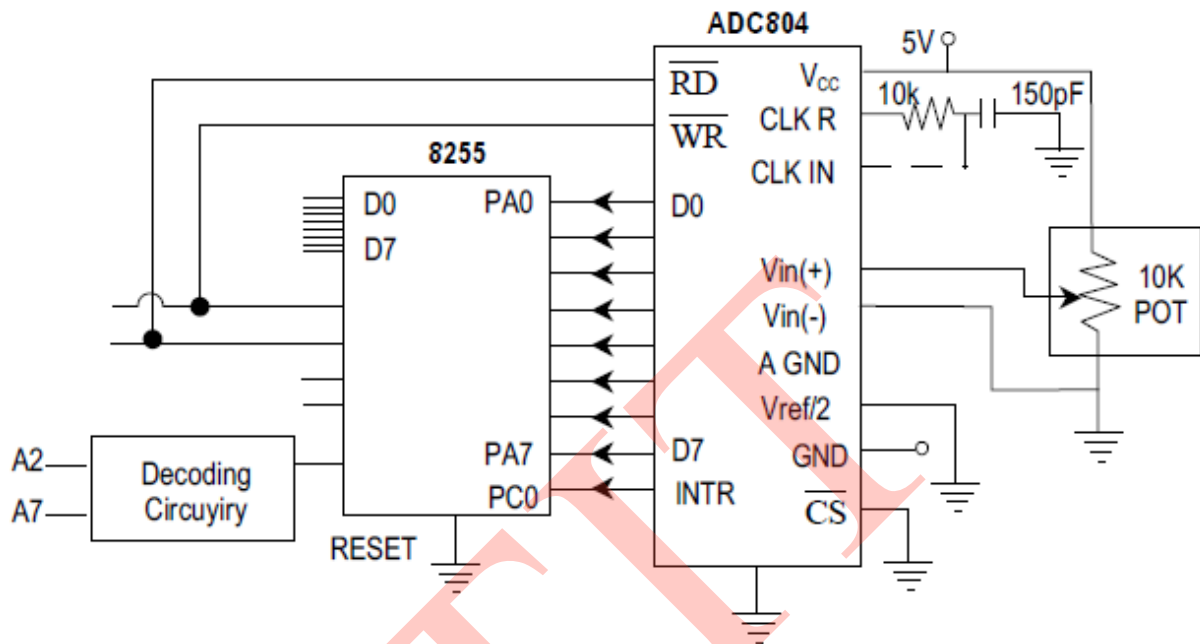 ADC804
5V
RD
VCC
10k
150pF
WR
CLK R
8255
CLK IN
D0
PA0
D0
D7
Vin(+)
10K
POT
Vin(-)
A GND
Vref/2
A2
Decoding
Circuyiry
PA7
D7
GND
A7
PC0
INTR
CS
RESET